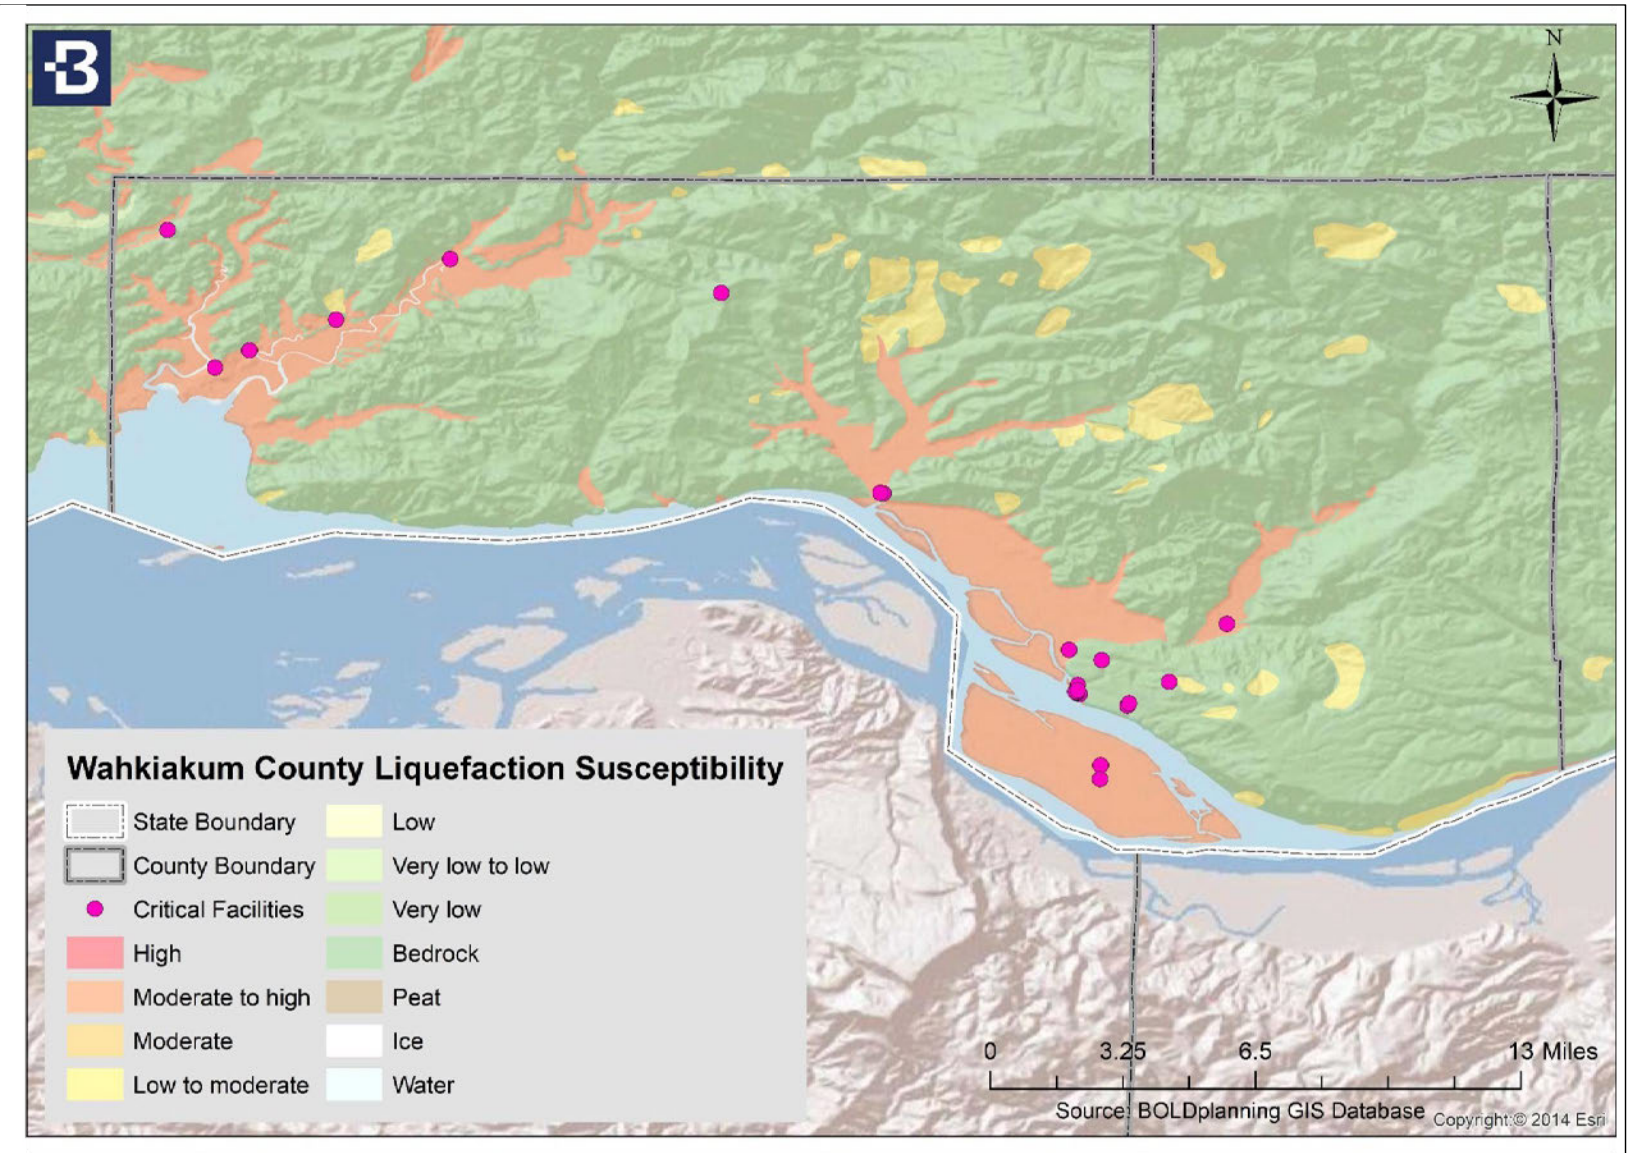 B
N
Wahkiakum County Liquefaction Susceptibility
State Boundary
County Boundary
Critical Facilities
High
Moderate to high
Moderate
Low to moderate
Low
Very low to low
Very low
Bedrock
Peat
Ice
Water
0 3.25 6.5 13 Miles
Source: BOLDplanning GIS Database
Copyright:© 2014 Esri